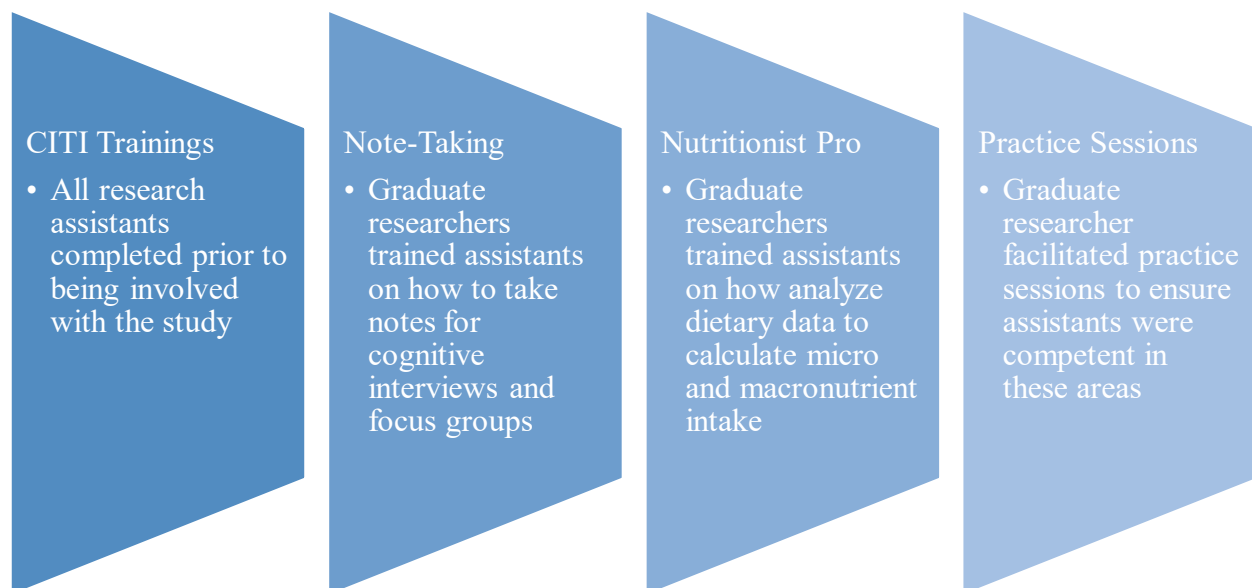 CITI Trainings
• All research
assistants
completed prior to
being involved
with the study
Note-Taking
• Graduate
researchers
trained assistants
on how to take
notes for
cognitive
interviews and
focus groups
Nutritionist Pro
• Graduate
researchers
trained assistants
on how analyze
dietary data to
calculate micro
and macronutrient
intake
Practice Sessions
• Graduate
researcher
facilitated practice
sessions to ensure
assistants were
competent in
these areas